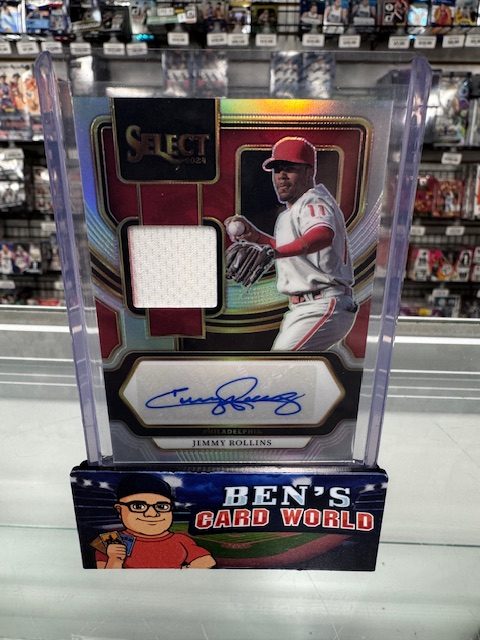 SELECT
2024
11
PHILADELPHIA
JIMMY ROLLINS
BEN'S
CARD WORLD